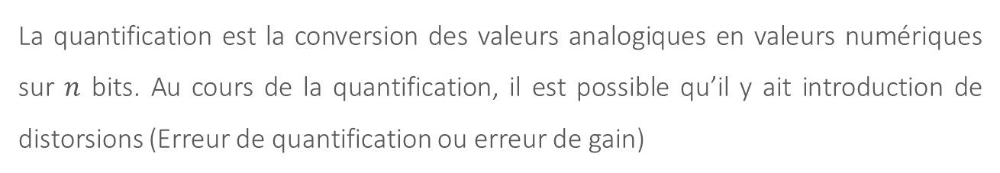 La quantification est la conversion des valeurs analogiques en valeurs numériques
sur n bits. Au cours de la quantification, il est possible qu’il y ait introduction de
distorsions (Erreur de quantification ou erreur de gain)